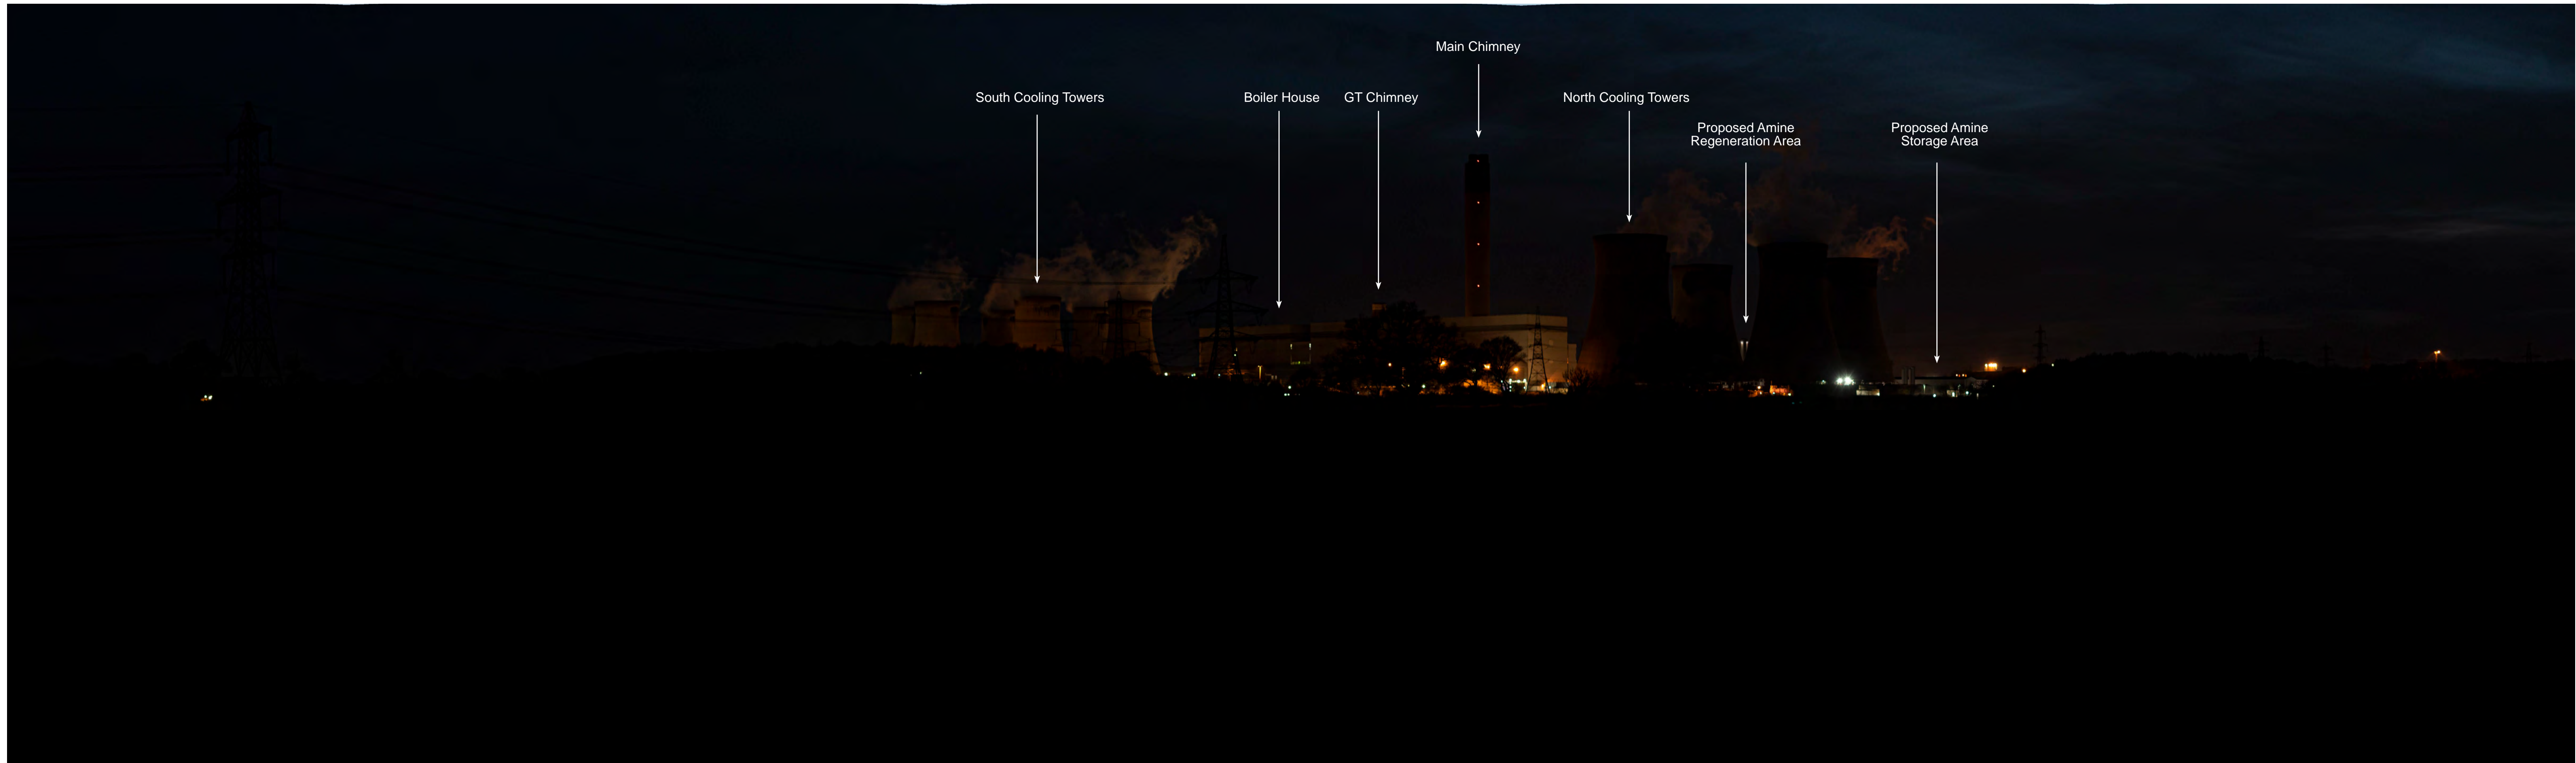 Main Chimney
South Cooling Towers
Boiler House
GT Chimney
North Cooling Towers
Proposed Amine
Regeneration Area
Proposed Amine
Storage Area